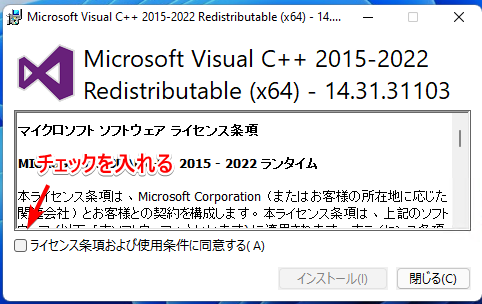 Microsoft Visual C++ 2015-2022 Redistributable (x64) - 14....
Microsoft Visual C++ 2015-2022
Redistributable (x64) - 14.31.31103
マイクロソフト ソフトウェア ライセンス条項
チェックを入れる
2015 - 2022 ランタイム
本ライセンス条項は、Microsoft Corporation (またはお客様の所在地に応じた
関連会社) とお客様との契約を構成します。本ライセンス条項は、上記のソフト
ライセンス条項および使用条件に同意する(A)
インストール(I)
閉じる(C)